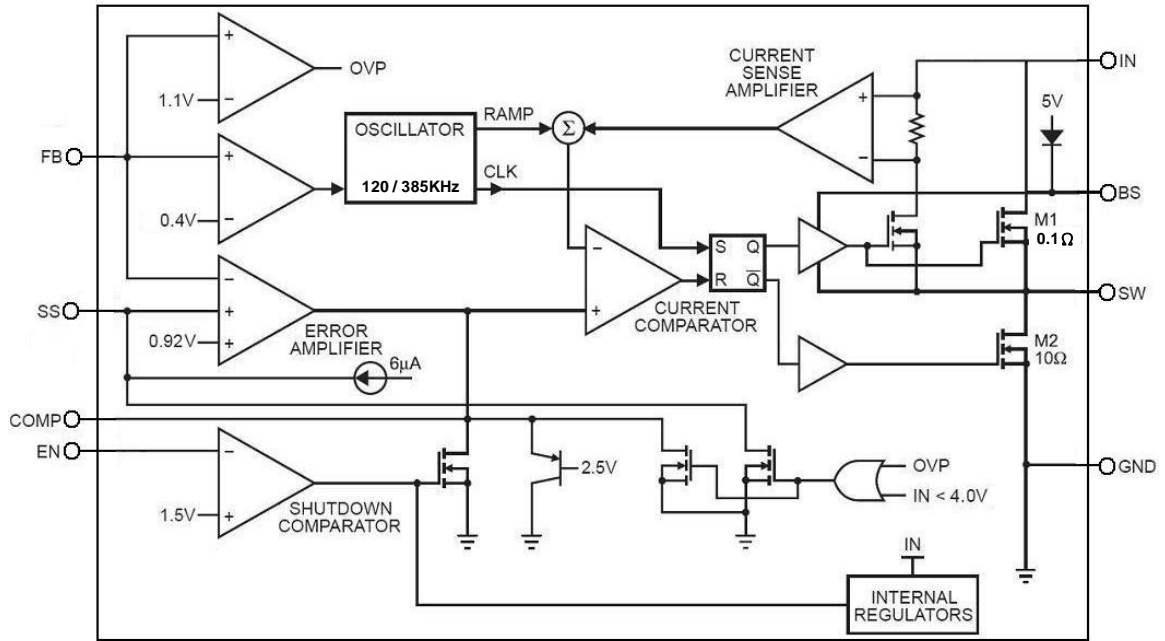 +
OVP
1.1V
−
FB
+
0.4V
−
OSCILLATOR
120 / 385KHz
RAMP
CLK
Σ
CURRENT
SENSE
AMPLIFIER
+
−
IN
5V
BS
M1
0.1Ω
SW
M2
10Ω
GND
−
+
CURRENT
COMPARATOR
S Q
R Q̅
−
SS
+
0.92V
+
ERROR
AMPLIFIER
6μA
COMP
EN
−
1.5V
+
SHUTDOWN
COMPARATOR
2.5V
OVP
IN < 4.0V
IN
INTERNAL
REGULATORS